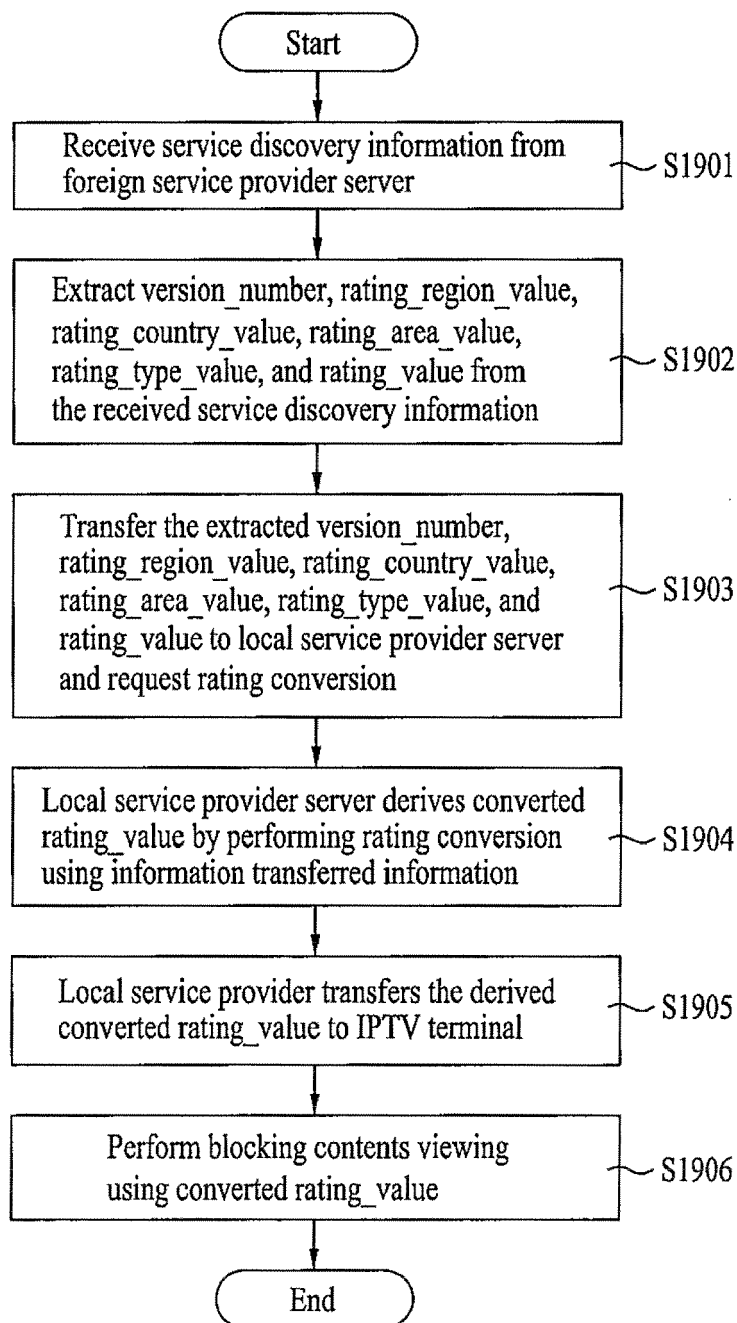 Start
Receive service discovery information from
foreign service provider server
S1901
Extract version_number, rating_region_value,
rating_country_value, rating_area_value,
rating_type_value, and rating_value from
the received service discovery information
S1902
Transfer the extracted version_number,
rating_region_value, rating_country_value,
rating_area_value, rating_type_value, and
rating_value to local service provider server
and request rating conversion
S1903
Local service provider server derives converted
rating_value by performing rating conversion
using information transferred information
S1904
Local service provider transfers the derived
converted rating_value to IPTV terminal
S1905
Perform blocking contents viewing
using converted rating_value
S1906
End